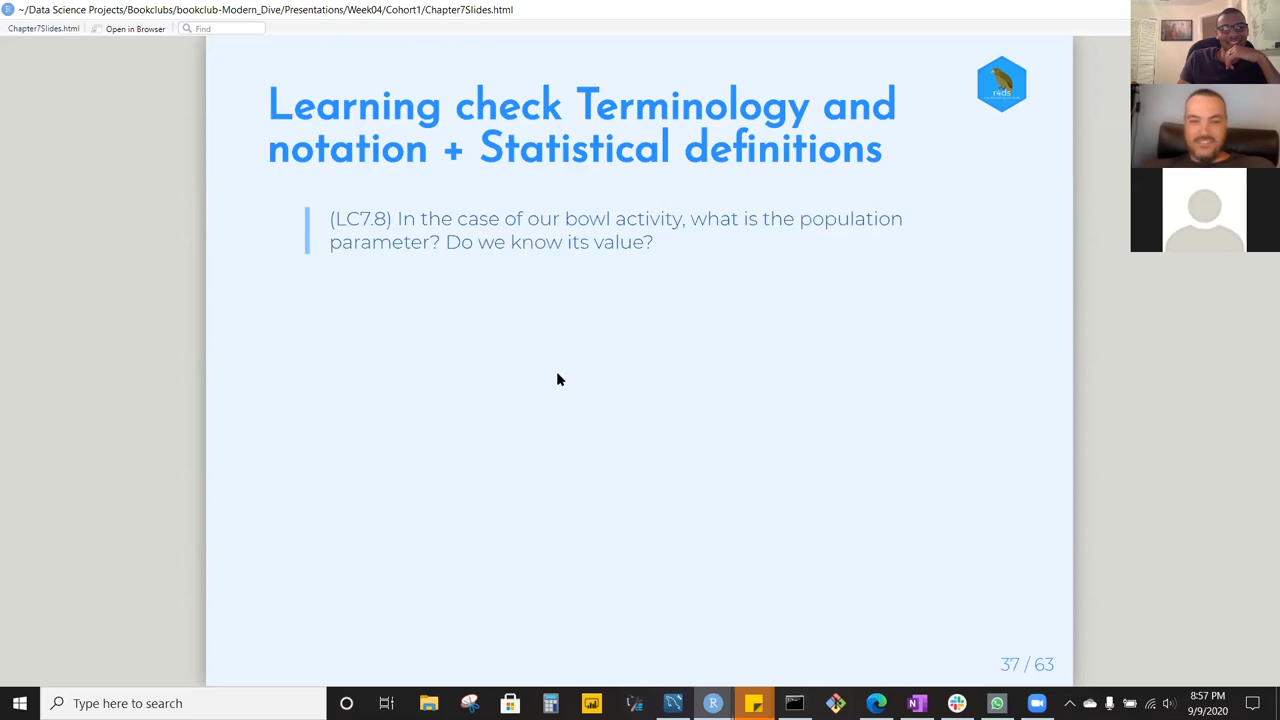 ~/Data Science Projects/Bookclubs/bookclub-Modern_Dive/Presentations/Week04/Cohort1/Chapter7Slides.html
Chapter7Slides.html
Open in Browser
Find
Learning check Terminology and
notation + Statistical definitions
r4ds
(LC7.8) In the case of our bowl activity, what is the population
parameter? Do we know its value?
37 / 63
Type here to search
8:57 PM
9/9/2020